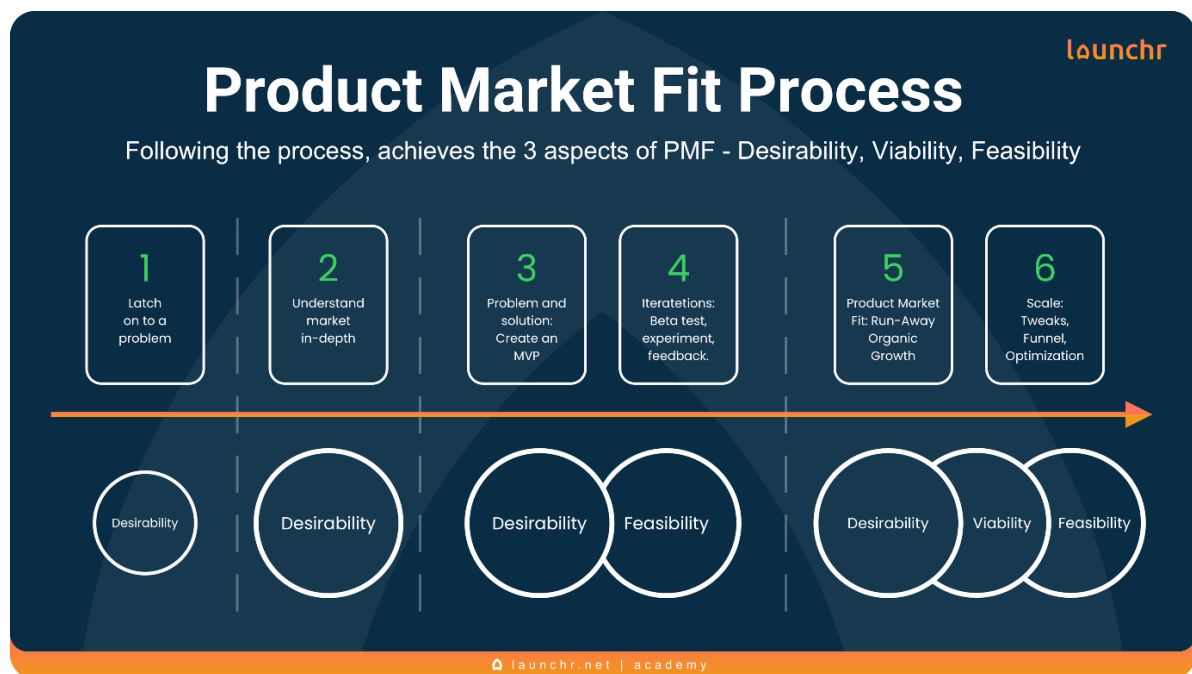 launchr
Product Market Fit Process
Following the process, achieves the 3 aspects of PMF - Desirability, Viability, Feasibility
1
Latch
on to a
problem
2
Understand
market
in-depth
3
Problem and
solution:
Create an
MVP
4
Iteratetions:
Beta test,
experiment,
feedback.
5
Product Market
Fit: Run-Away
Organic
Growth
6
Scale:
Tweaks,
Funnel,
Optimization
Desirability
Desirability
Desirability
Feasibility
Desirability
Viability
Feasibility
launchr.net | academy